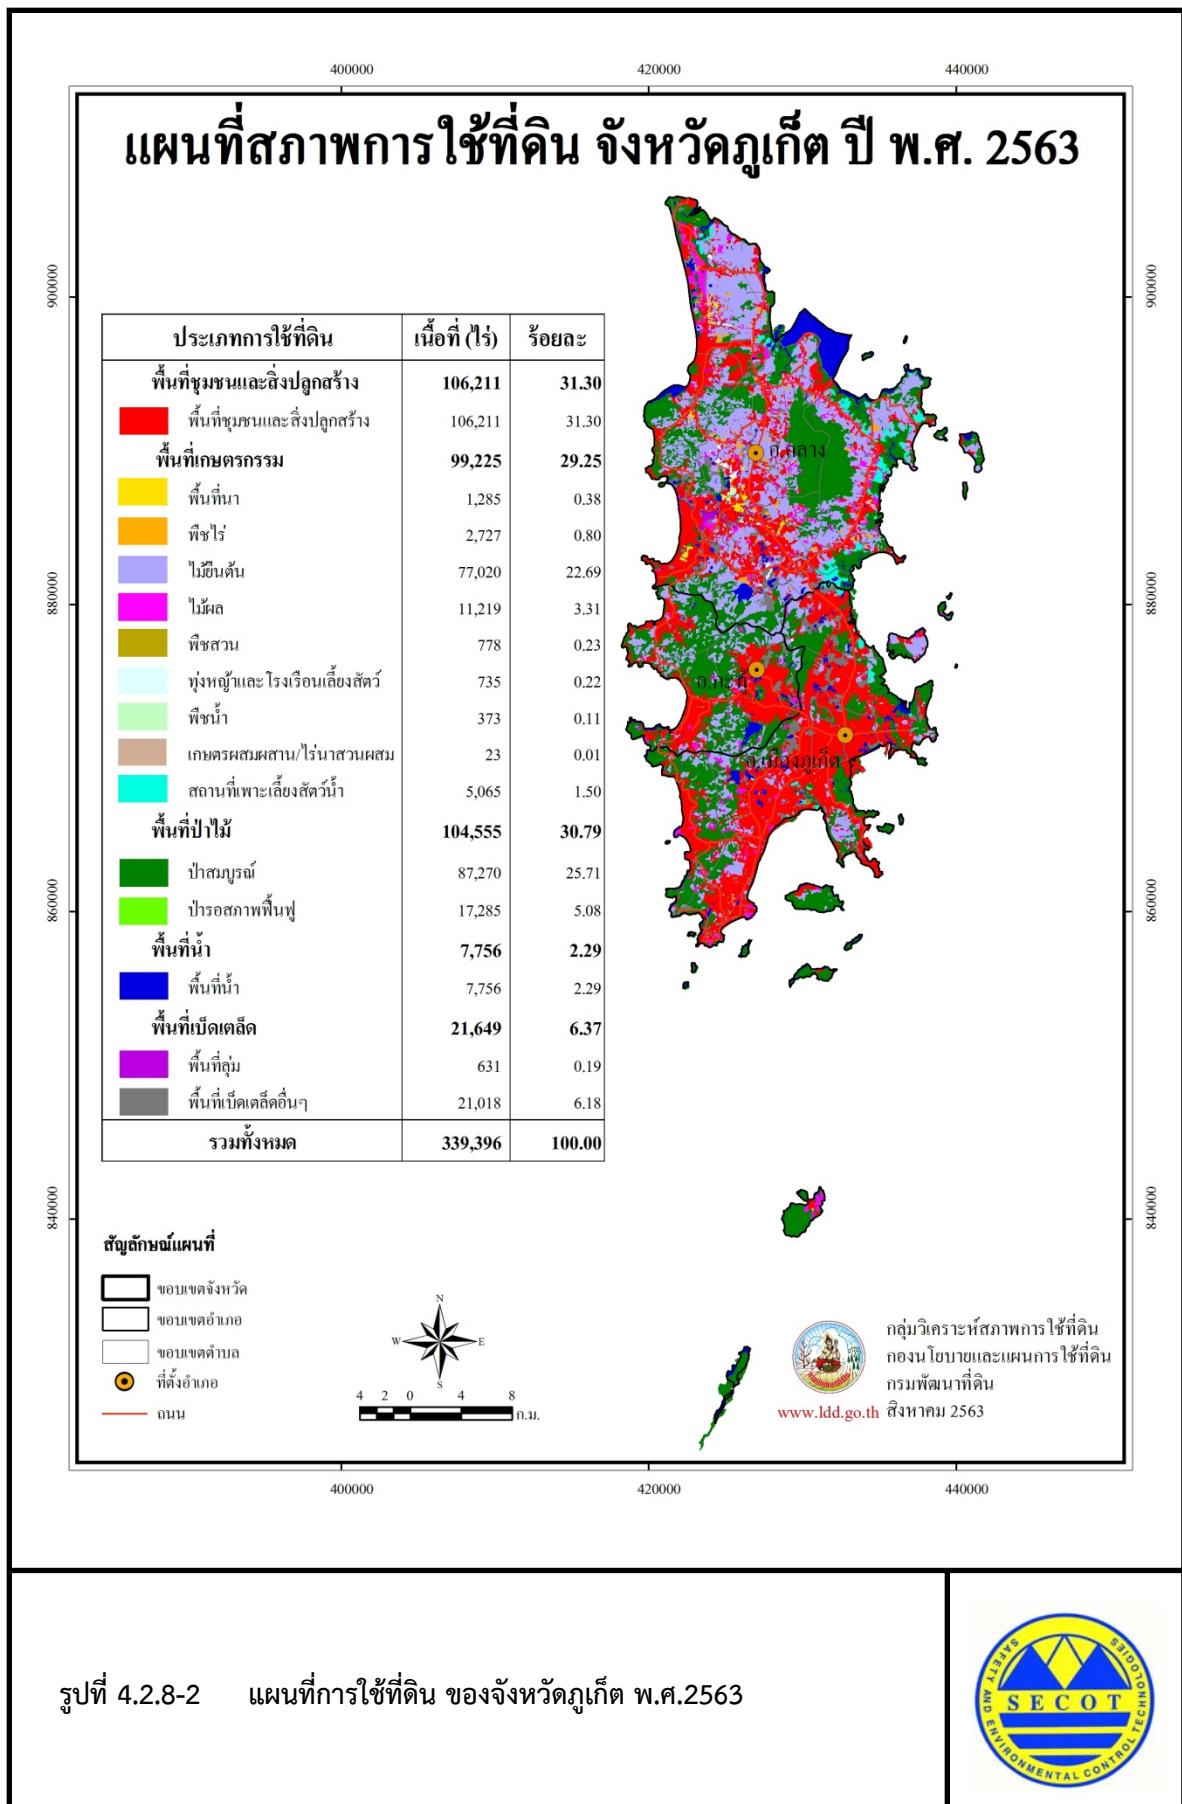 400000 420000 440000
แผนที่สภาพการใช้ที่ดิน จังหวัดภูเก็ต ปี พ.ศ. 2563
900000 900000
ประเภทการใช้ที่ดิน เนื้อที่ (ไร่) ร้อยละ
พื้นที่ชุมชนและสิ่งปลูกสร้าง 106,211 31.30
พื้นที่ชุมชนและสิ่งปลูกสร้าง 106,211 31.30
พื้นที่เกษตรกรรม 99,225 29.25
พื้นที่นา 1,285 0.38
พืชไร่ 2,727 0.80
ไม้ยืนต้น 77,020 22.69
ไม้ผล 11,219 3.31
พืชสวน 778 0.23
ทุ่งหญ้าและโรงเรือนเลี้ยงสัตว์ 735 0.22
พืชน้ำ 373 0.11
เกษตรผสมผสาน/ไร่นาสวนผสม 23 0.01
สถานที่เพาะเลี้ยงสัตว์น้ำ 5,065 1.50
พื้นที่ป่าไม้ 104,555 30.79
ป่าสมบูรณ์ 87,270 25.71
ป่ารอสภาพฟื้นฟู 17,285 5.08
พื้นที่น้ำ 7,756 2.29
พื้นที่น้ำ 7,756 2.29
พื้นที่เบ็ดเตล็ด 21,649 6.37
พื้นที่ลุ่ม 631 0.19
พื้นที่เบ็ดเตล็ดอื่นๆ 21,018 6.18
รวมทั้งหมด 339,396 100.00
อ.ถลาง
880000 880000
อ.กะทู้
อ.เมืองภูเก็ต
860000 860000
840000 840000
สัญลักษณ์แผนที่
ขอบเขตจังหวัด
ขอบเขตอำเภอ
ขอบเขตตำบล
ที่ตั้งอำเภอ
ถนน
N
W E
S
4 2 0 4 8
ก.ม.
กลุ่มวิเคราะห์สภาพการใช้ที่ดิน
กองนโยบายและแผนการใช้ที่ดิน
กรมพัฒนาที่ดิน
www.ldd.go.th สิงหาคม 2563
400000 420000 440000
รูปที่ 4.2.8-2 แผนที่การใช้ที่ดิน ของจังหวัดภูเก็ต พ.ศ.2563
SECOT
SAFETY AND ENVIRONMENTAL CONTROL TECHNOLOGIES